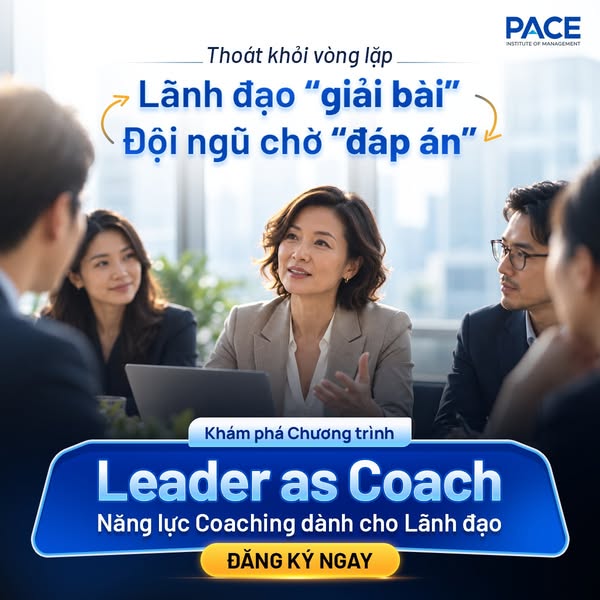 PACE
INSTITUTE OF MANAGEMENT
Thoát khỏi vòng lặp
Lãnh đạo “giải bài”
Đội ngũ chờ “đáp án”
Khám phá Chương trình
Leader as Coach
Năng lực Coaching dành cho Lãnh đạo
ĐĂNG KÝ NGAY